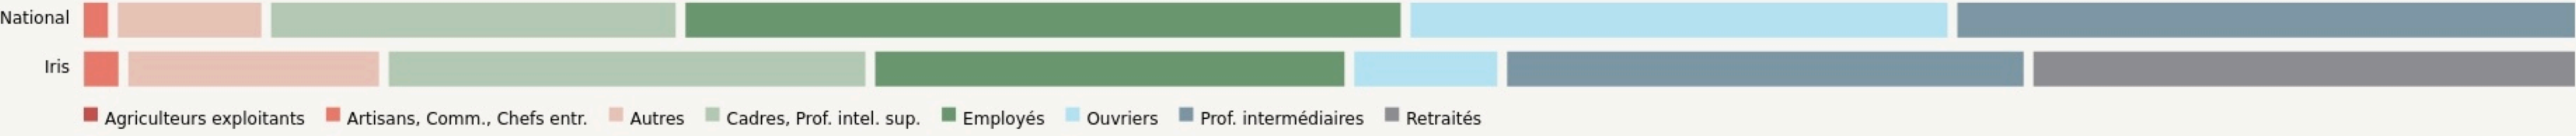 National
Iris
Agriculteurs exploitants Artisans, Comm., Chefs entr. Autres Cadres, Prof. intel. sup. Employés Ouvriers Prof. intermédiaires Retraités